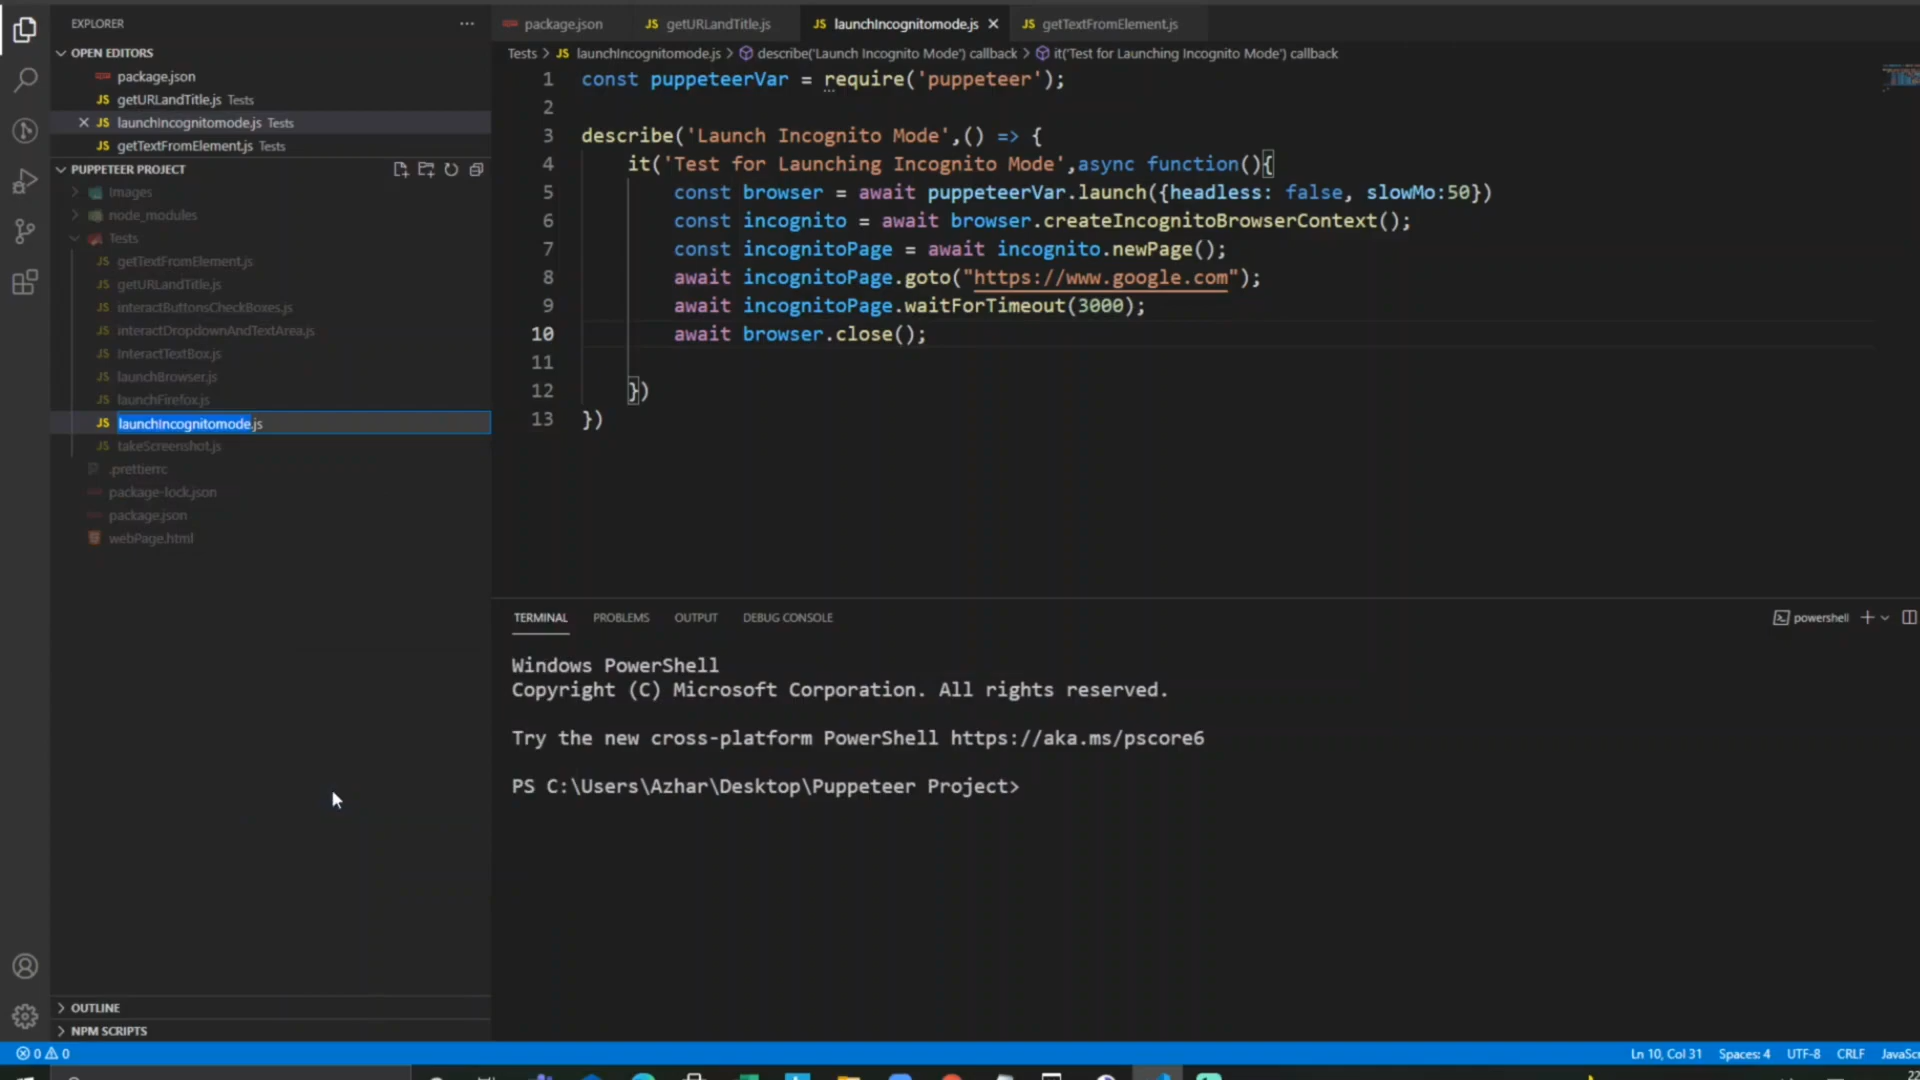 EXPLORER
OPEN EDITORS
package.json
getURLandTitle.js Tests
launchIncognitomode.js Tests
getTextFromElement.js Tests
PUPPETEER PROJECT
Images
node_modules
Tests
getTextFromElement.js
getURLandTitle.js
interactButtonsCheckBoxes.js
interactDropdownAndTextArea.js
interactTextBox.js
launchBrowser.js
launchFirefox.js
launchIncognitomode.js
takeScreenshot.js
.prettierrc
package-lock.json
package.json
webPage.html
OUTLINE
NPM SCRIPTS
package.json
JS getURLandTitle.js
JS launchIncognitomode.js
JS getTextFromElement.js
Tests > JS launchIncognitomode.js > describe('Launch Incognito Mode') callback > it('Test for Launching Incognito Mode') callback
1 const puppeteerVar = require('puppeteer');
2
3 describe('Launch Incognito Mode',() => {
4 it('Test for Launching Incognito Mode',async function(){
5 const browser = await puppeteerVar.launch({headless: false, slowMo:50})
6 const incognito = await browser.createIncognitoBrowserContext();
7 const incognitoPage = await incognito.newPage();
8 await incognitoPage.goto("https://www.google.com");
9 await incognitoPage.waitForTimeout(3000);
10 await browser.close();
11
12 })
13 })
TERMINAL PROBLEMS OUTPUT DEBUG CONSOLE
powershell
Windows PowerShell
Copyright (C) Microsoft Corporation. All rights reserved.
Try the new cross-platform PowerShell https://aka.ms/pscore6
PS C:\Users\Azhar\Desktop\Puppeteer Project>
0 0
Ln 10, Col 31 Spaces: 4 UTF-8 CRLF JavaScr